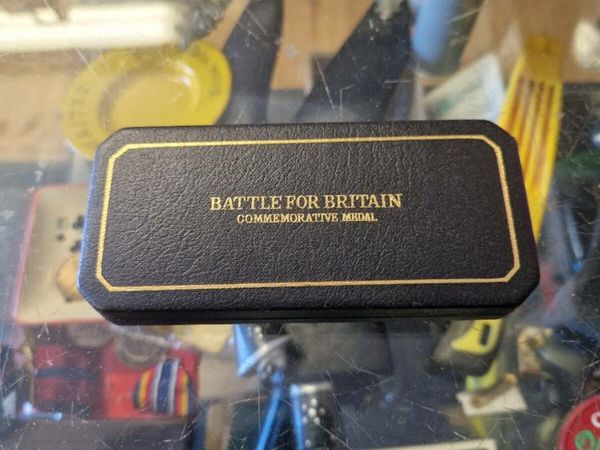 BATTLE FOR BRITAIN
COMMEMORATIVE MEDAL